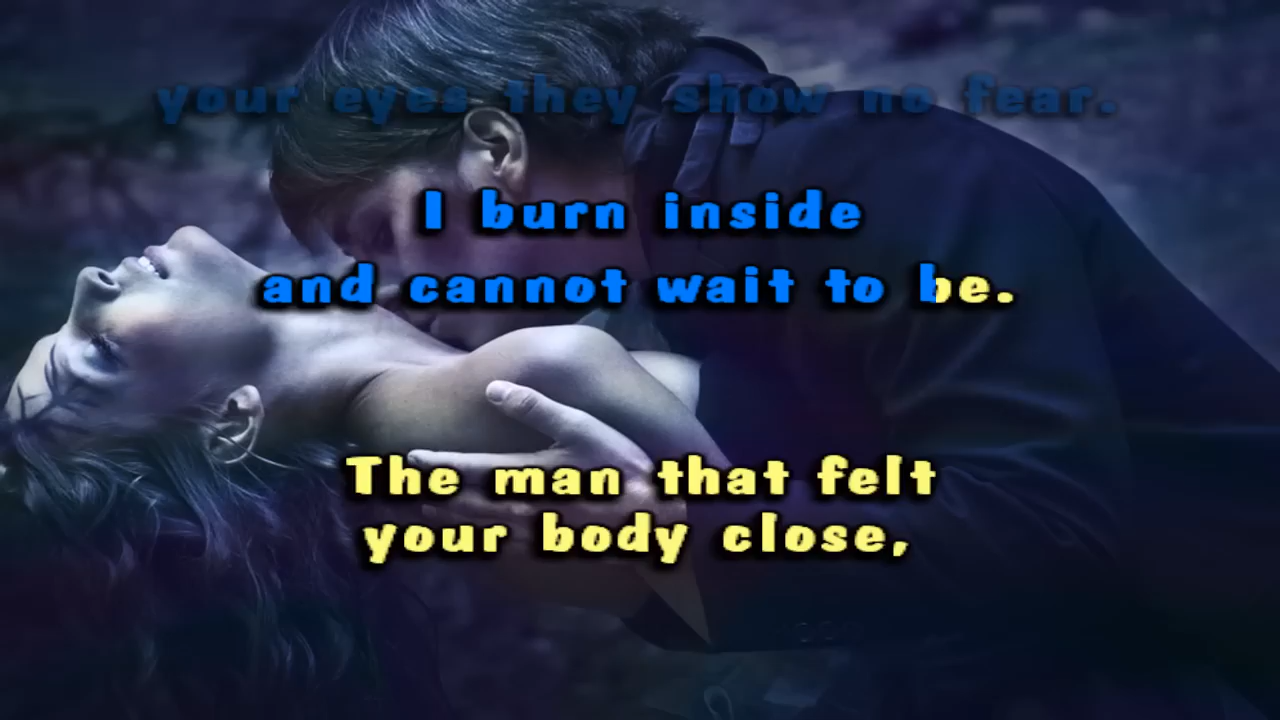 your eyes they show no fear.
I burn inside
and cannot wait to be.
The man that felt
your body close,